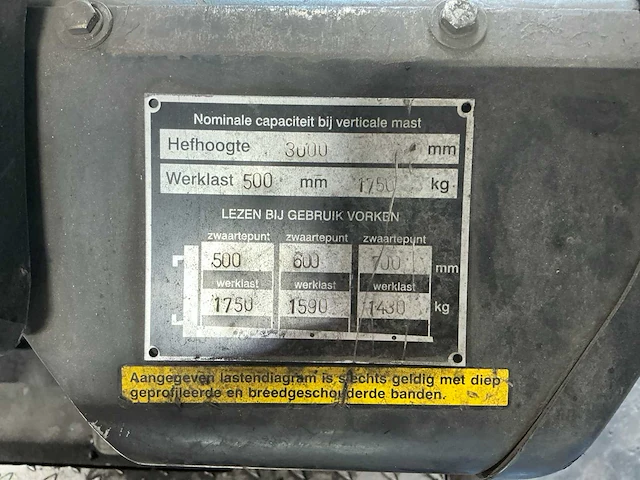 Nominale capaciteit bij verticale mast
Hefhoogte 3000 mm
Werklast 500 mm 1750 kg
LEZEN BIJ GEBRUIK VORKEN
zwaartepunt zwaartepunt zwaartepunt
500 600 700 mm
werklast werklast werklast
1750 1590 1430 kg
Aangegeven lastendiagram is slechts geldig met diep
geprofileerde en breedgeschouderde banden.